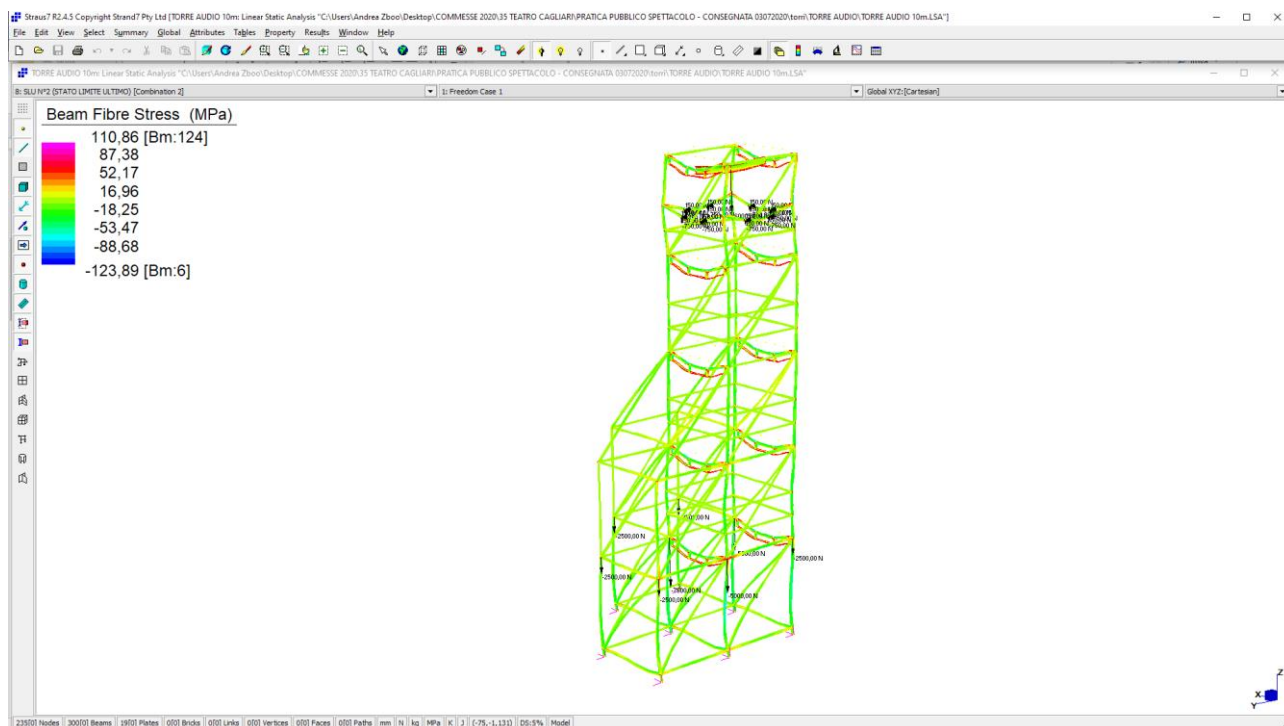 Straus7 R2.4.5 Copyright Strand7 Pty Ltd [TORRE AUDIO 10m: Linear Static Analysis "C:\Users\Andrea Zboo\Desktop\COMMESSE 2020\35 TEATRO CAGLIARI\PRATICA PUBBLICO SPETTACOLO - CONSEGNATA 03072020\torri\TORRE AUDIO\TORRE AUDIO 10m.LSA"]
File Edit View Select Summary Global Attributes Tables Property Results Window Help
TORRE AUDIO 10m: Linear Static Analysis "C:\Users\Andrea Zboo\Desktop\COMMESSE 2020\35 TEATRO CAGLIARI\PRATICA PUBBLICO SPETTACOLO - CONSEGNATA 03072020\torri\TORRE AUDIO\TORRE AUDIO 10m.LSA"
8: SLU N°2 (STATO LIMITE ULTIMO) [Combination 2] 1: Freedom Case 1 Global XYZ:[Cartesian]
Beam Fibre Stress (MPa)
110,86 [Bm:124]
87,38
52,17
16,96
-18,25
-53,47
-88,68
-123,89 [Bm:6]
-2500,00 N
-2500,00 N
-2500,00 N
-2500,00 N
-5000,00 N
Z
X
Y
235[0] Nodes 300[0] Beams 19[0] Plates 0[0] Bricks 0[0] Links 0[0] Vertices 0[0] Faces 0[0] Paths mm N kg MPa K J (-75,-1.131) DS:5% Model